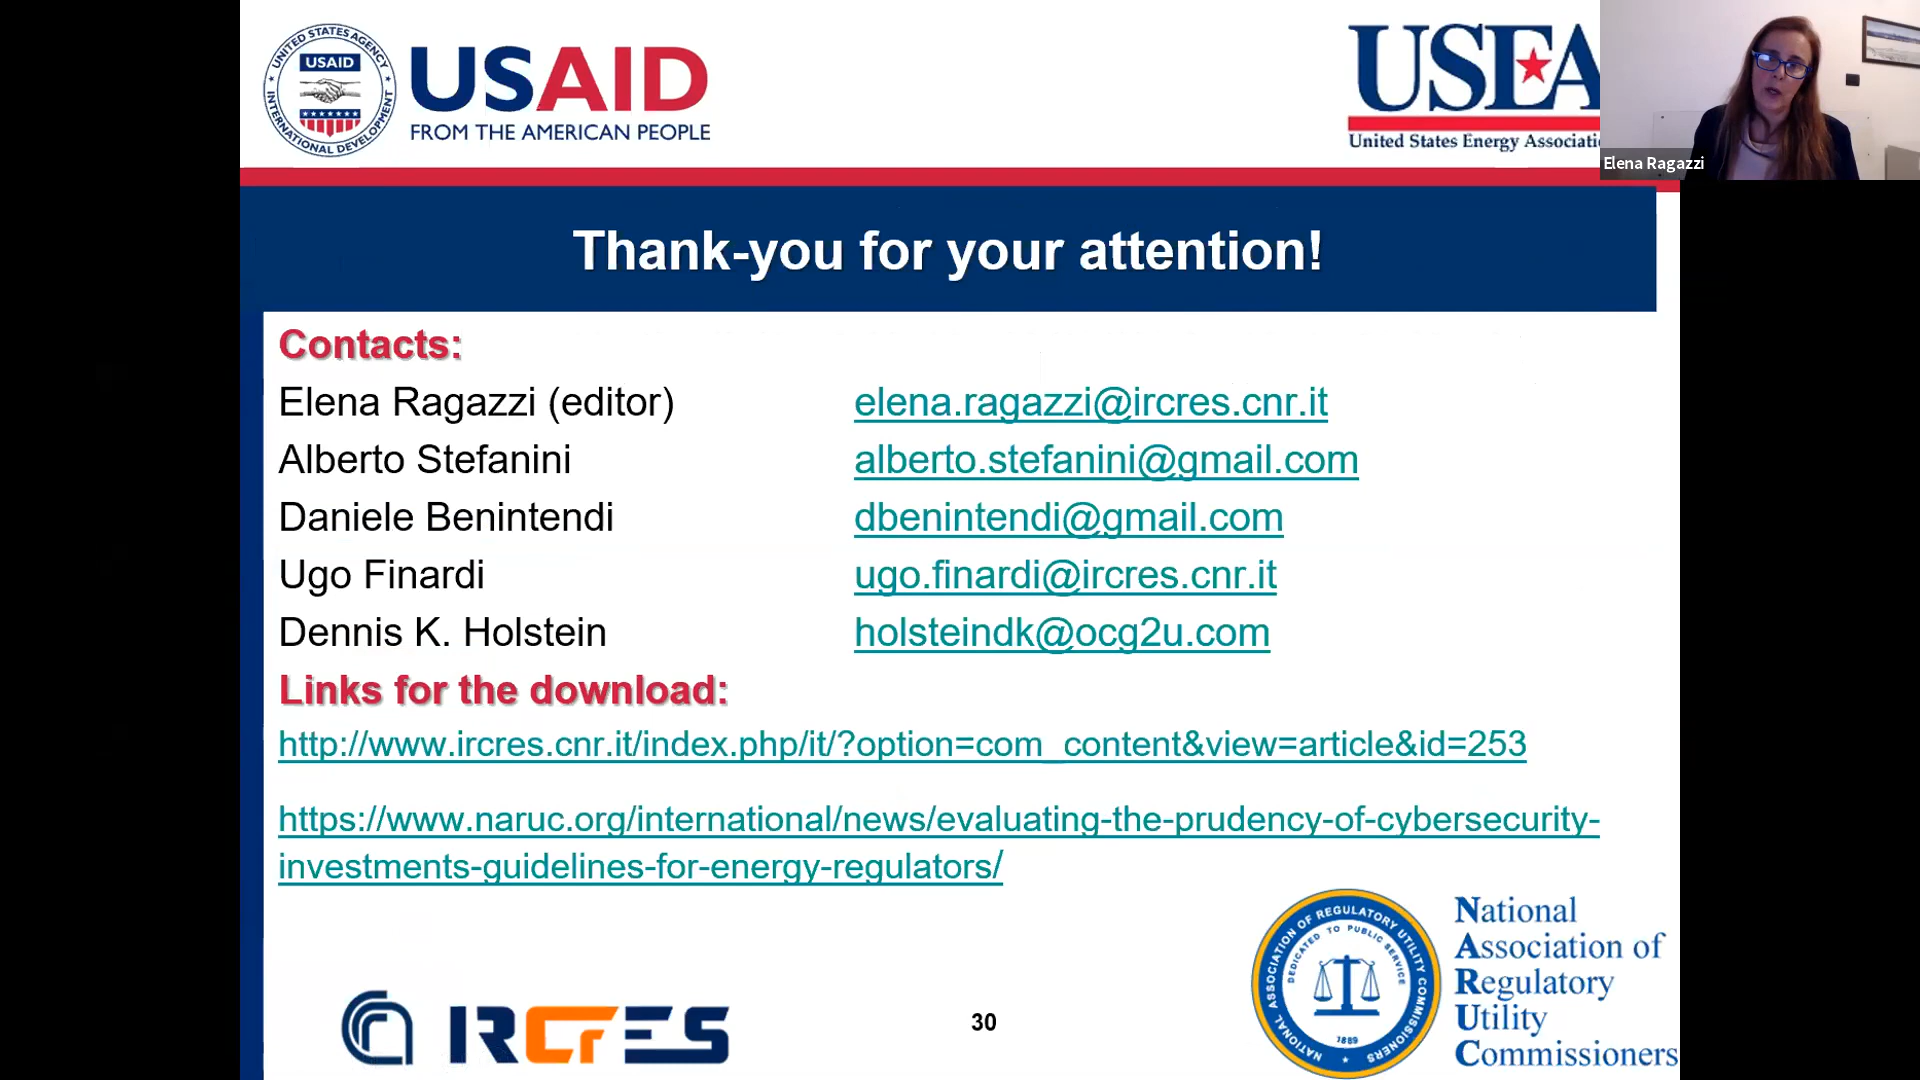 UNITED STATES AGENCY
USAID
INTERNATIONAL DEVELOPMENT
USAID
FROM THE AMERICAN PEOPLE
USEA
United States Energy Associati
Elena Ragazzi
Thank-you for your attention!
Contacts:
Elena Ragazzi (editor) elena.ragazzi@ircres.cnr.it
Alberto Stefanini alberto.stefanini@gmail.com
Daniele Benintendi dbenintendi@gmail.com
Ugo Finardi ugo.finardi@ircres.cnr.it
Dennis K. Holstein holsteindk@ocg2u.com
Links for the download:
http://www.ircres.cnr.it/index.php/it/?option=com_content&view=article&id=253
https://www.naruc.org/international/news/evaluating-the-prudency-of-cybersecurity-
investments-guidelines-for-energy-regulators/
IRCrES
30
NATIONAL ASSOCIATION OF REGULATORY UTILITY COMMISSIONERS
DEDICATED TO PUBLIC SERVICE
1889
National
Association of
Regulatory
Utility
Commissioners